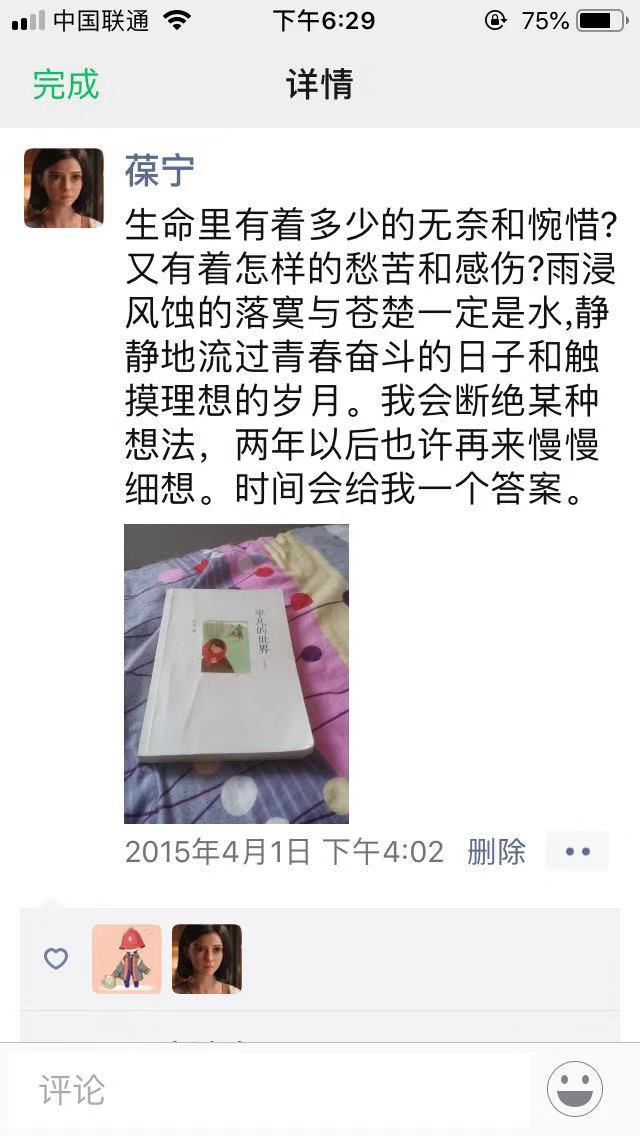 中国联通
下午6:29
75%
完成
详情
葆宁
生命里有着多少的无奈和惋惜?
又有着怎样的愁苦和感伤?雨浸
风蚀的落寞与苍楚一定是水,静
静地流过青春奋斗的日子和触
摸理想的岁月。我会断绝某种
想法，两年以后也许再来慢慢
细想。时间会给我一个答案。
平凡的世界
2015年4月1日 下午4:02
删除
评论